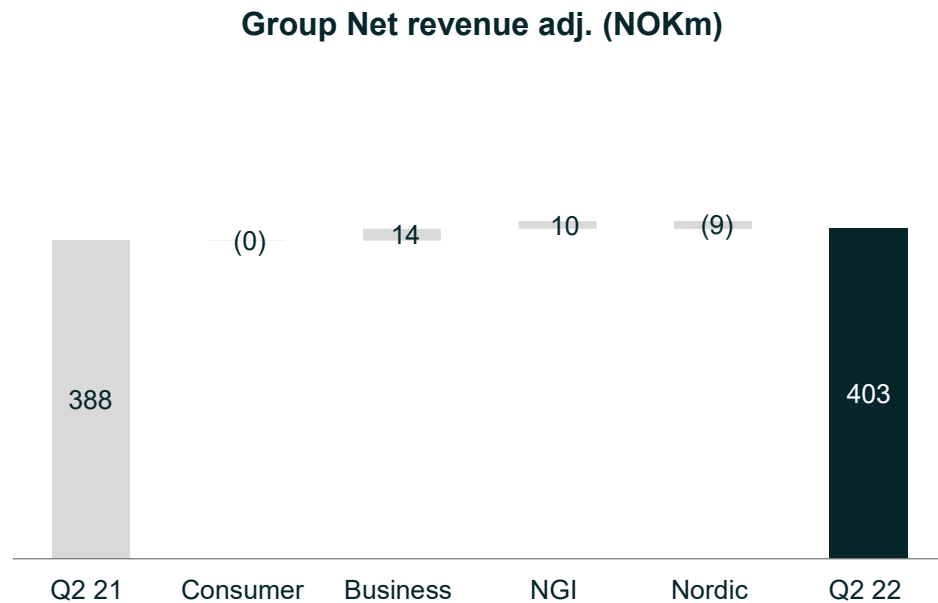 Group Net revenue adj. (NOKm)
(0)
14
10
(9)
388
403
Q2 21
Consumer
Business
NGI
Nordic
Q2 22